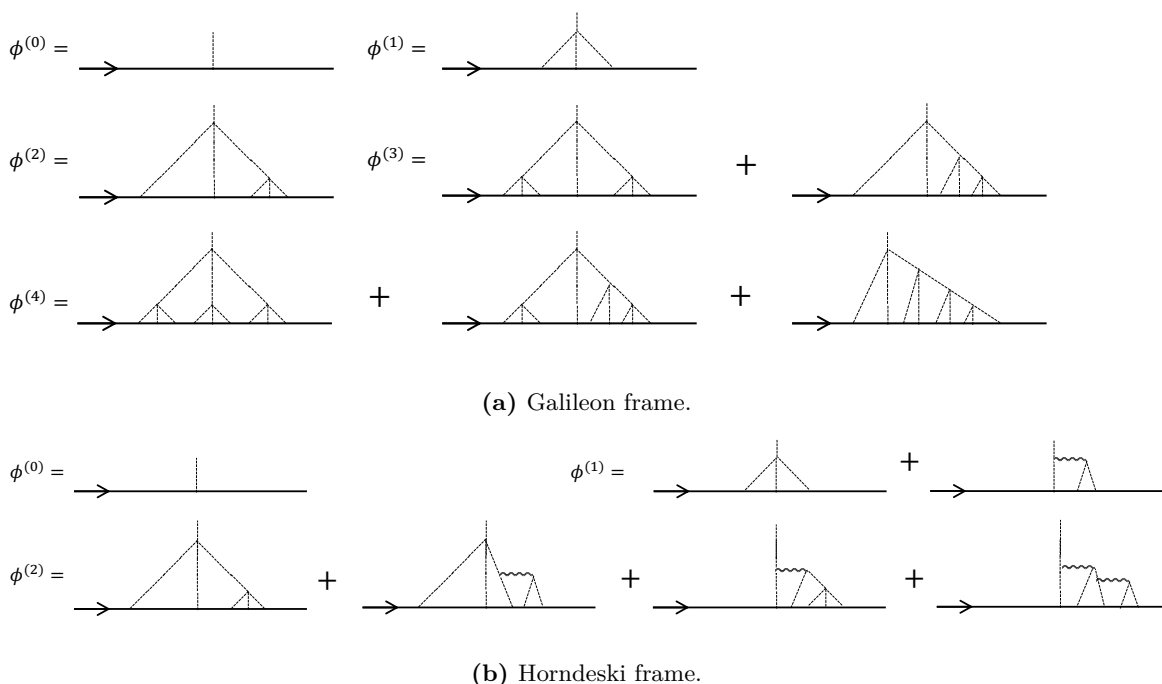 ϕ⁽⁰⁾ = ϕ⁽¹⁾ =
ϕ⁽²⁾ = ϕ⁽³⁾ = +
ϕ⁽⁴⁾ = + +
(a) Galileon frame.
ϕ⁽⁰⁾ = ϕ⁽¹⁾ = +
ϕ⁽²⁾ = + + +
(b) Horndeski frame.